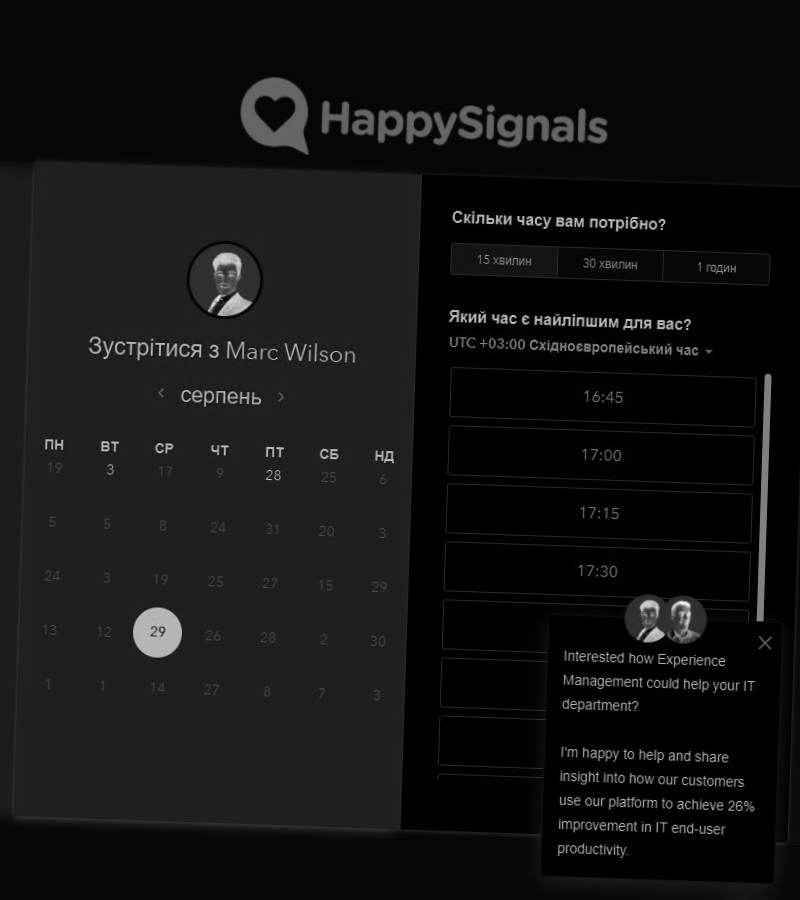 HappySignals
Зустрітися з Marc Wilson
серпень
ПН ВТ СР ЧТ ПТ СБ НД
19 3 17 9 28 25 6
5 5 8 24 31 20 3
24 3 19 25 27 15 29
13 12 29 26 28 2 30
1 1 14 27 8 7 3
Скільки часу вам потрібно?
15 хвилин 30 хвилин 1 годин
Який час є найліпшим для вас?
UTC +03:00 Східноєвропейський час
16:45
17:00
17:15
17:30
Interested how Experience
Management could help your IT
department?
I'm happy to help and share
insight into how our customers
use our platform to achieve 26%
improvement in IT end-user
productivity.